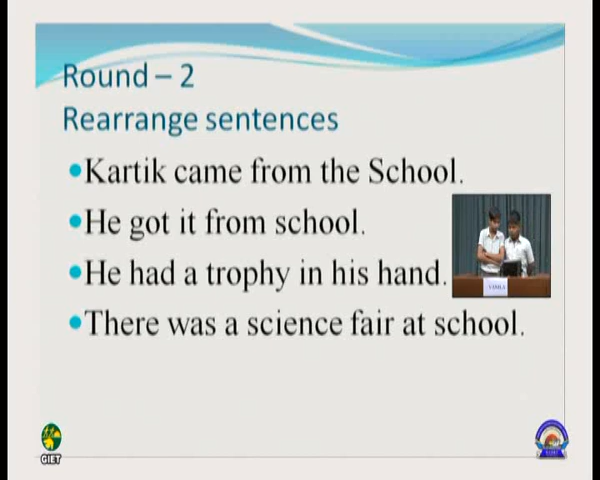 Round – 2
Rearrange sentences
•Kartik came from the School.
•He got it from school.
•He had a trophy in his hand.
•There was a science fair at school.
GIET